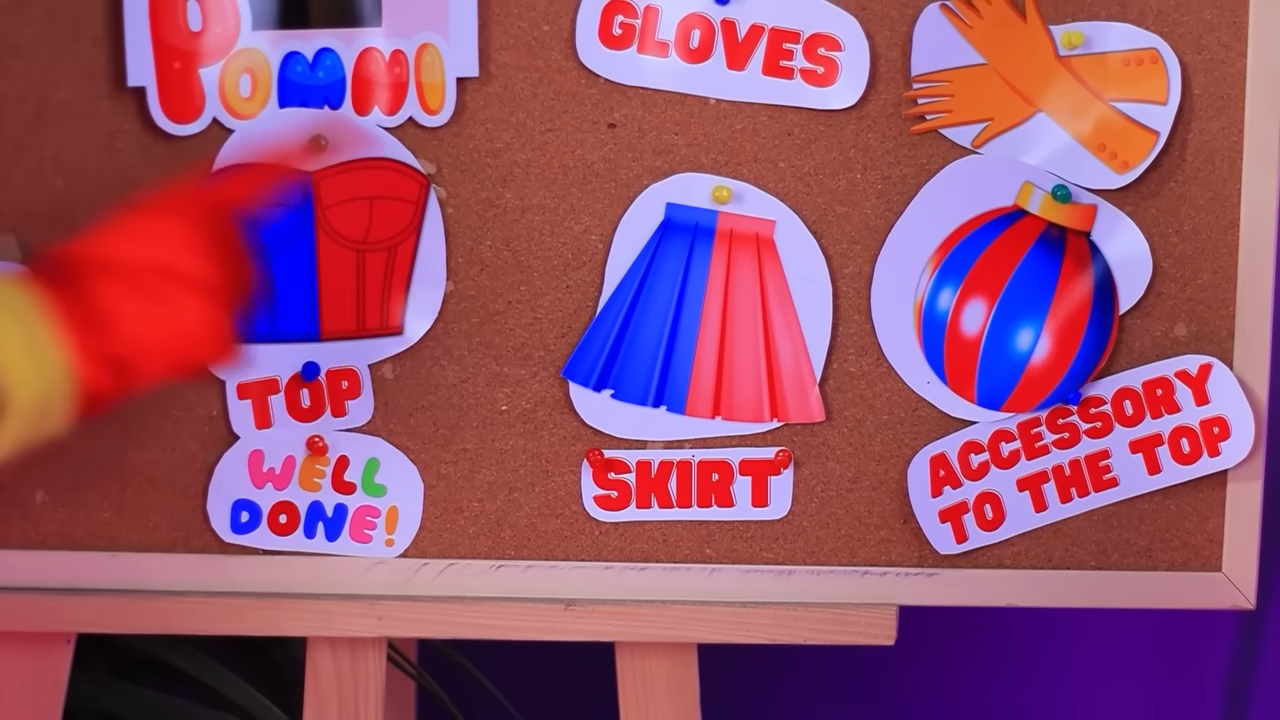 POMNI
GLOVES
TOP
WELL
DONE!
SKIRT
ACCESSORY
TO THE TOP